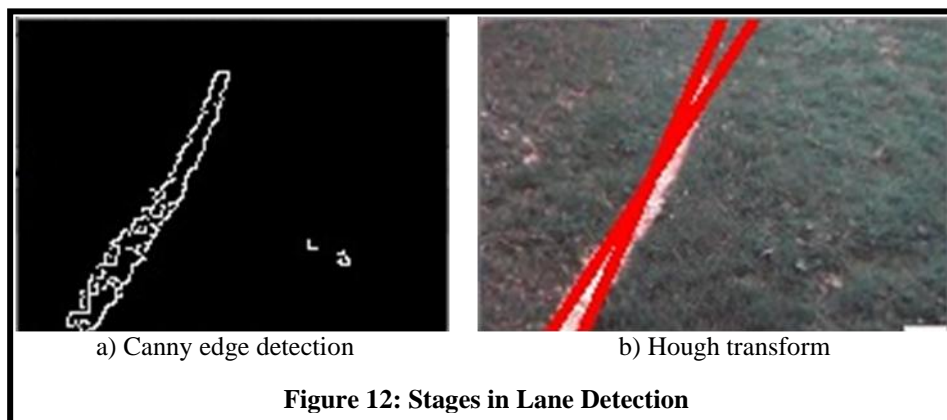 a) Canny edge detection
b) Hough transform
Figure 12: Stages in Lane Detection